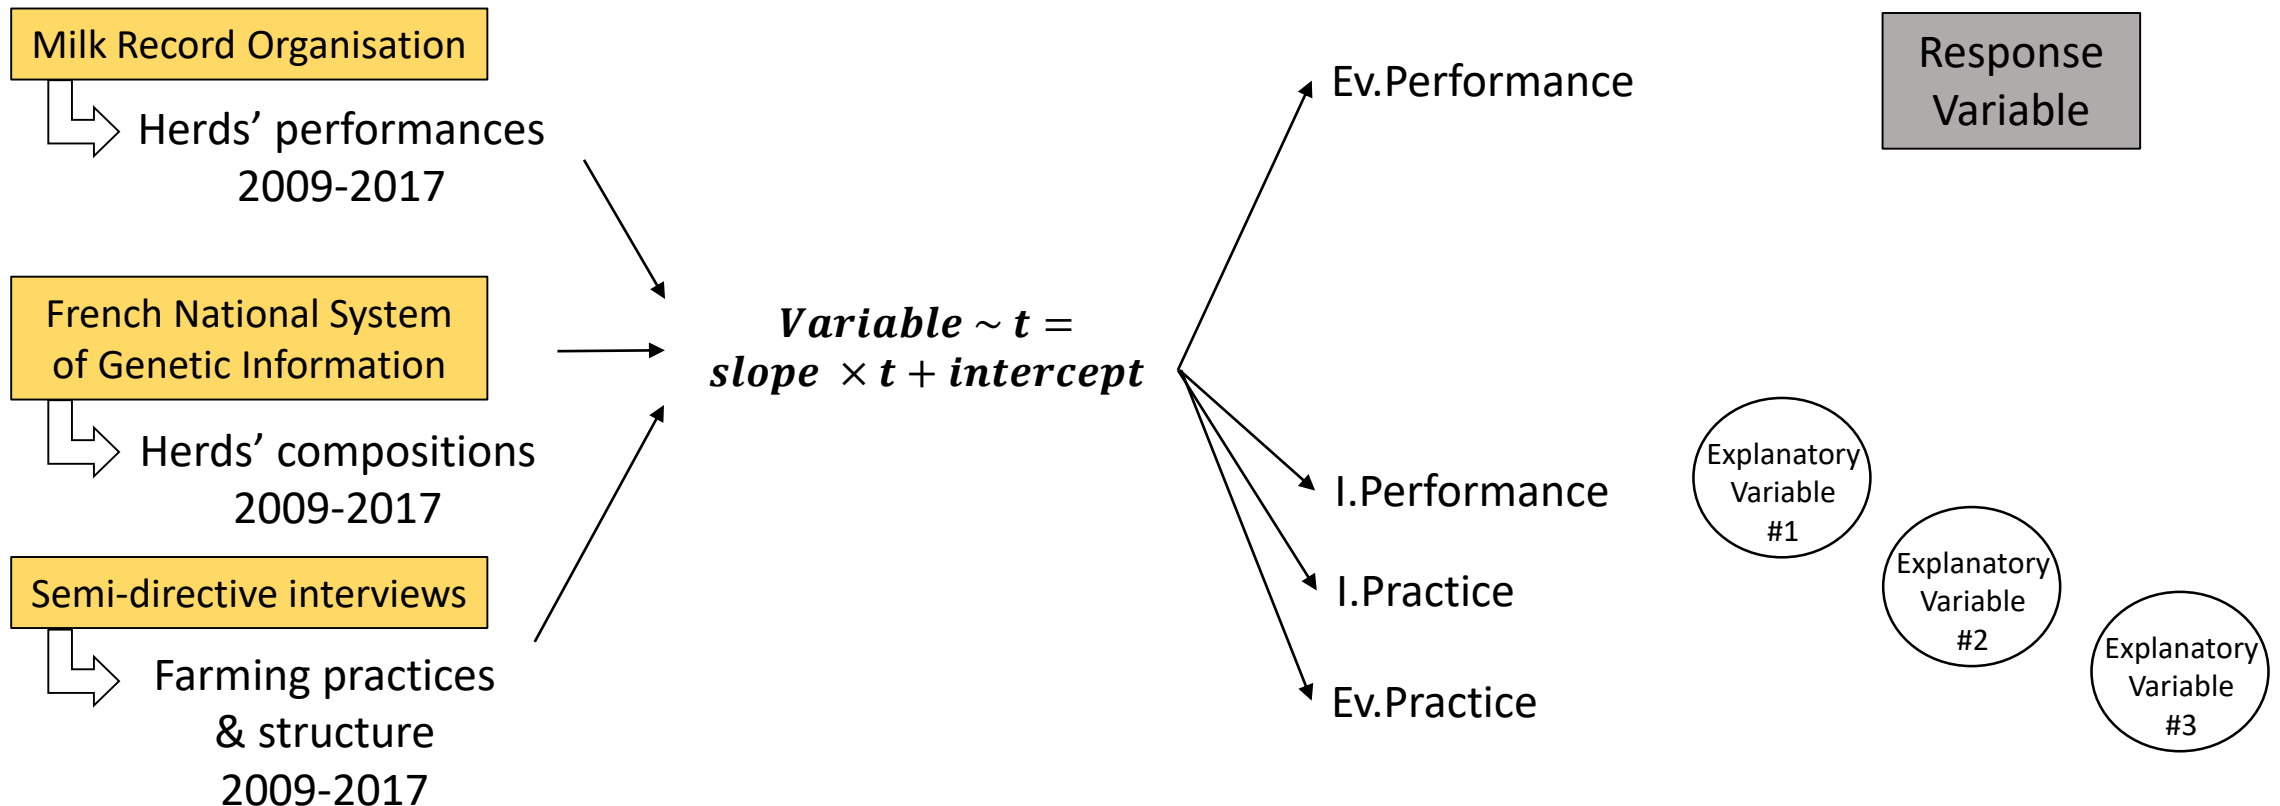 Milk Record Organisation
Herds’ performances
2009-2017
French National System
of Genetic Information
Herds’ compositions
2009-2017
Semi-directive interviews
Farming practices
& structure
2009-2017
Variable ~ t =
slope × t + intercept
Ev.Performance
I.Performance
I.Practice
Ev.Practice
Response
Variable
Explanatory
Variable
#1
Explanatory
Variable
#2
Explanatory
Variable
#3